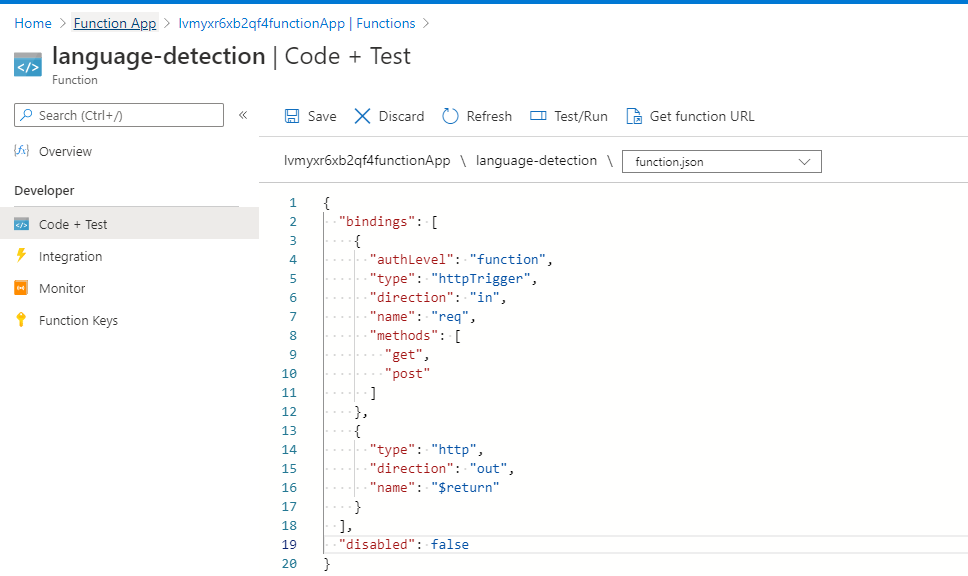 Home > Function App > lvmyxr6xb2qf4functionApp | Functions >
language-detection | Code + Test
Function
Search (Ctrl+/)
«
Save Discard Refresh Test/Run Get function URL
Overview
lvmyxr6xb2qf4functionApp \ language-detection \ function.json
Developer
Code + Test
Integration
Monitor
Function Keys
1 {
2 "bindings": [
3 {
4 "authLevel": "function",
5 "type": "httpTrigger",
6 "direction": "in",
7 "name": "req",
8 "methods": [
9 "get",
10 "post"
11 ]
12 },
13 {
14 "type": "http",
15 "direction": "out",
16 "name": "$return"
17 }
18 ],
19 "disabled": false
20 }